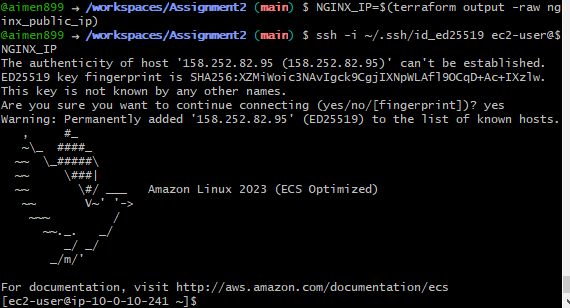 @aimen899 → /workspaces/Assignment2 (main) $ NGINX_IP=$(terraform output -raw ng
inx_public_ip)
@aimen899 → /workspaces/Assignment2 (main) $ ssh -i ~/.ssh/id_ed25519 ec2-user@$
NGINX_IP
The authenticity of host '158.252.82.95 (158.252.82.95)' can't be established.
ED25519 key fingerprint is SHA256:XZMiWoic3NAvIgck9CgjIXNpWLAfl9OCqD+Ac+IXzlw.
This key is not known by any other names.
Are you sure you want to continue connecting (yes/no/[fingerprint])? yes
Warning: Permanently added '158.252.82.95' (ED25519) to the list of known hosts.
   ,     #_
   ~\_  ####_
  ~~  \_#####\
  ~~     \###|
  ~~       \#/ ___   Amazon Linux 2023 (ECS Optimized)
   ~~       V~' '->
    ~~~         /
      ~~._.   _/
         _/ _/
       _/m/'
For documentation, visit http://aws.amazon.com/documentation/ecs
[ec2-user@ip-10-0-10-241 ~]$